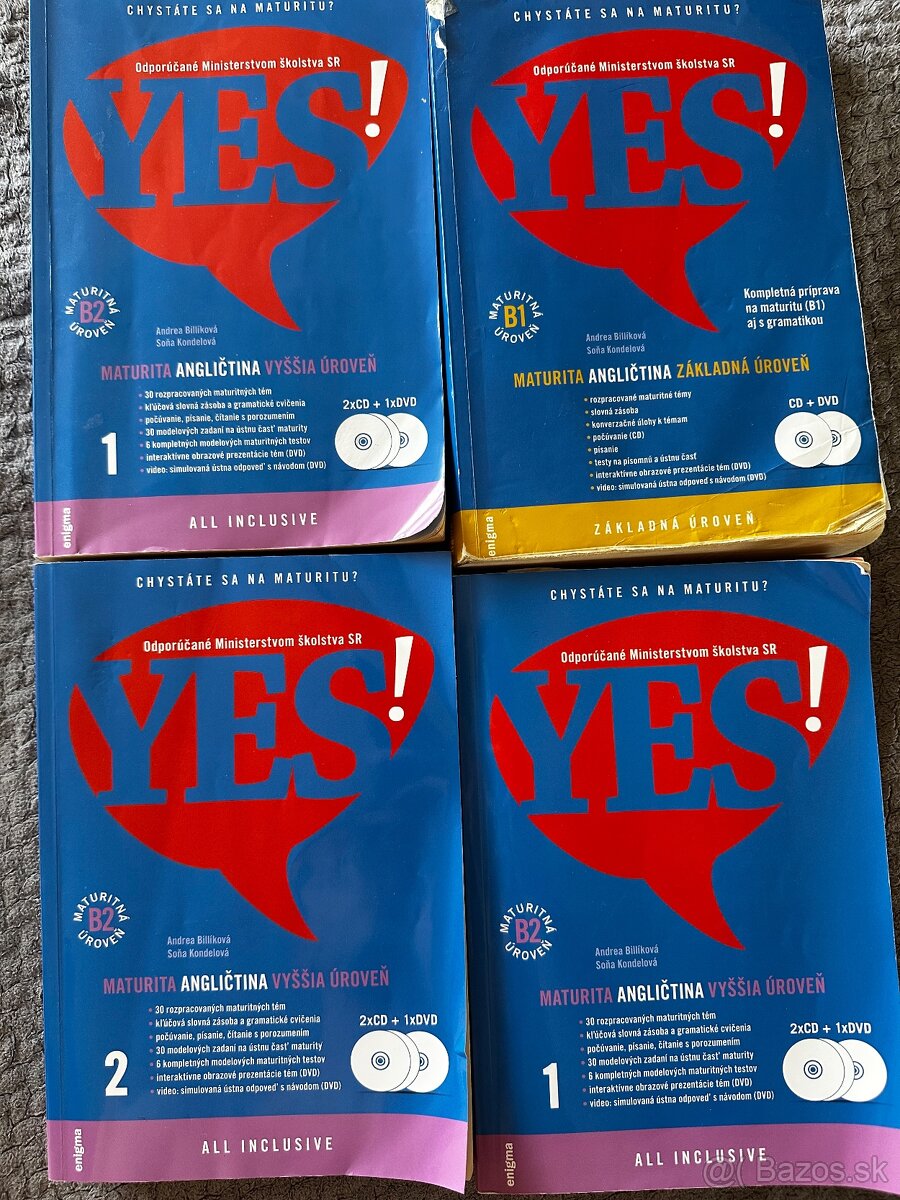 CHYSTÁTE SA NA MATURITU?
Odporúčané Ministerstvom školstva SR
YES!
MATURITNÁ
B2
ÚROVEŇ
Andrea Billíková
Soňa Kondelová
MATURITA ANGLIČTINA VYŠŠIA ÚROVEŇ
• 30 rozpracovaných maturitných tém
• kľúčová slovná zásoba a gramatické cvičenia
• počúvanie, písanie, čítanie s porozumením
• 30 modelových zadaní na ústnu časť maturity
• 6 kompletných modelových maturitných testov
• interaktívne obrazové prezentácie tém (DVD)
• video: simulovaná ústna odpoveď s návodom (DVD)
1
2xCD + 1xDVD
enigma
ALL INCLUSIVE
CHYSTÁTE SA NA MATURITU?
Odporúčané Ministerstvom školstva SR
YES!
MATURITNÁ
B1
ÚROVEŇ
Kompletná príprava
na maturitu (B1)
aj s gramatikou
Andrea Billíková
Soňa Kondelová
MATURITA ANGLIČTINA ZÁKLADNÁ ÚROVEŇ
• rozpracované maturitné témy
• slovná zásoba
• konverzačné úlohy k témam
• počúvanie (CD)
• písanie
• testy na písomnú a ústnu časť
• interaktívne obrazové prezentácie tém (DVD)
• video: simulovaná ústna odpoveď s návodom (DVD)
CD + DVD
enigma
ZÁKLADNÁ ÚROVEŇ
CHYSTÁTE SA NA MATURITU?
Odporúčané Ministerstvom školstva SR
YES!
MATURITNÁ
B2
ÚROVEŇ
Andrea Billíková
Soňa Kondelová
MATURITA ANGLIČTINA VYŠŠIA ÚROVEŇ
• 30 rozpracovaných maturitných tém
• kľúčová slovná zásoba a gramatické cvičenia
• počúvanie, písanie, čítanie s porozumením
• 30 modelových zadaní na ústnu časť maturity
• 6 kompletných modelových maturitných testov
• interaktívne obrazové prezentácie tém (DVD)
• video: simulovaná ústna odpoveď s návodom (DVD)
2
2xCD + 1xDVD
enigma
ALL INCLUSIVE
CHYSTÁTE SA NA MATURITU?
Odporúčané Ministerstvom školstva SR
YES!
MATURITNÁ
B2
ÚROVEŇ
Andrea Billíková
Soňa Kondelová
MATURITA ANGLIČTINA VYŠŠIA ÚROVEŇ
• 30 rozpracovaných maturitných tém
• kľúčová slovná zásoba a gramatické cvičenia
• počúvanie, písanie, čítanie s porozumením
• 30 modelových zadaní na ústnu časť maturity
• 6 kompletných modelových maturitných testov
• interaktívne obrazové prezentácie tém (DVD)
• video: simulovaná ústna odpoveď s návodom (DVD)
1
2xCD + 1xDVD
enigma
ALL INCLUSIVE
@ Bazos.sk